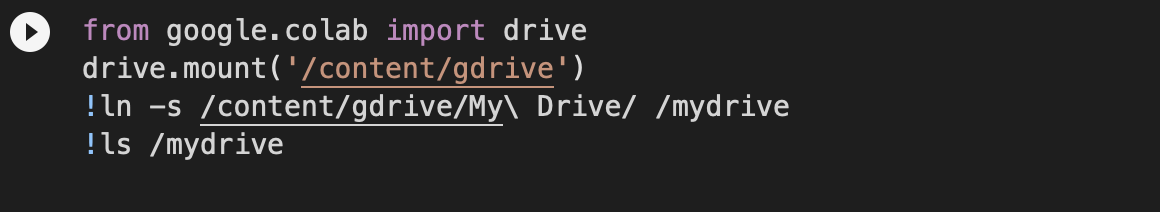 from google.colab import drive
drive.mount('/content/gdrive')
!ln -s /content/gdrive/My\ Drive/ /mydrive
!ls /mydrive